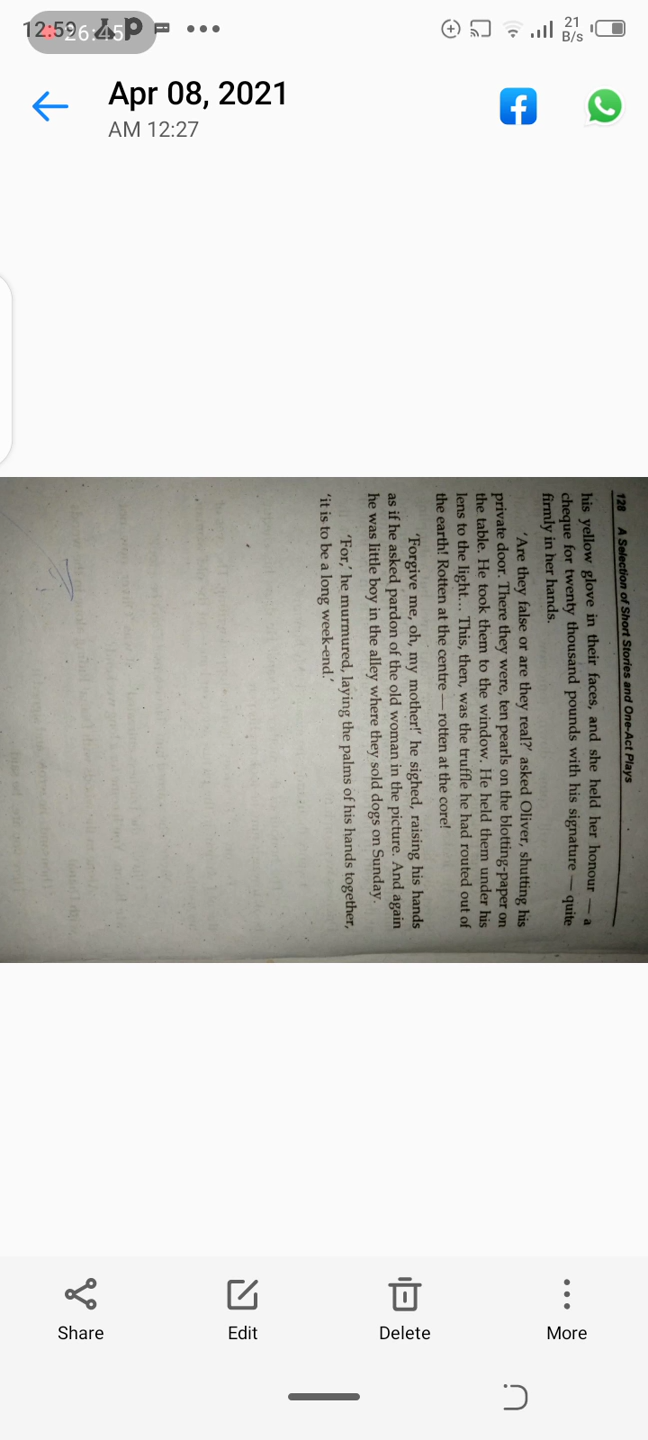 12:59
26:45
21
B/s
Apr 08, 2021
AM 12:27
128 A Selection of Short Stories and One-Act Plays
his yellow glove in their faces, and she held her honour — a
cheque for twenty thousand pounds with his signature — quite
firmly in her hands.
'Are they false or are they real?' asked Oliver, shutting his
private door. There they were, ten pearls on the blotting-paper on
the table. He took them to the window. He held them under his
lens to the light... This, then, was the truffle he had routed out of
the earth! Rotten at the centre — rotten at the core!
'Forgive me, oh, my mother!' he sighed, raising his hands
as if he asked pardon of the old woman in the picture. And again
he was little boy in the alley where they sold dogs on Sunday.
'For,' he murmured, laying the palms of his hands together,
'it is to be a long week-end.'
Share
Edit
Delete
More